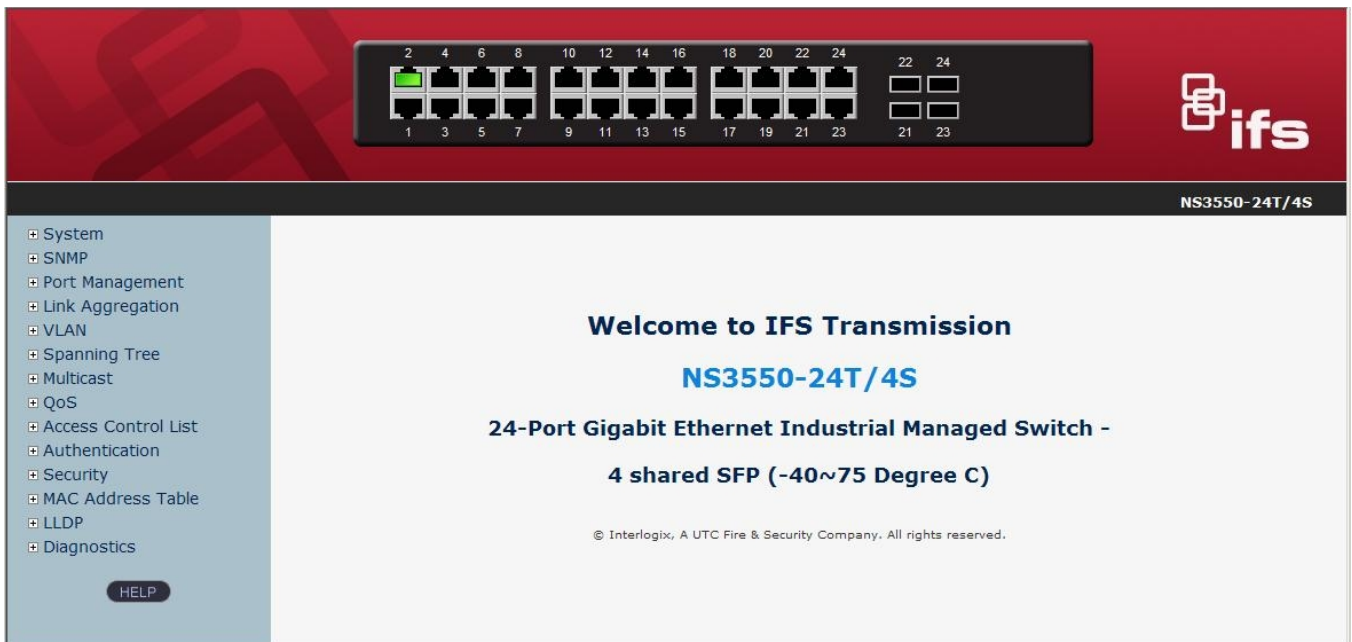 2 4 6 8 10 12 14 16 18 20 22 24
22 24
1 3 5 7 9 11 13 15 17 19 21 23
21 23
ifs
NS3550-24T/4S
System
SNMP
Port Management
Link Aggregation
VLAN
Spanning Tree
Multicast
QoS
Access Control List
Authentication
Security
MAC Address Table
LLDP
Diagnostics
HELP
Welcome to IFS Transmission
NS3550-24T/4S
24-Port Gigabit Ethernet Industrial Managed Switch -
4 shared SFP (-40~75 Degree C)
© Interlogix, A UTC Fire & Security Company. All rights reserved.